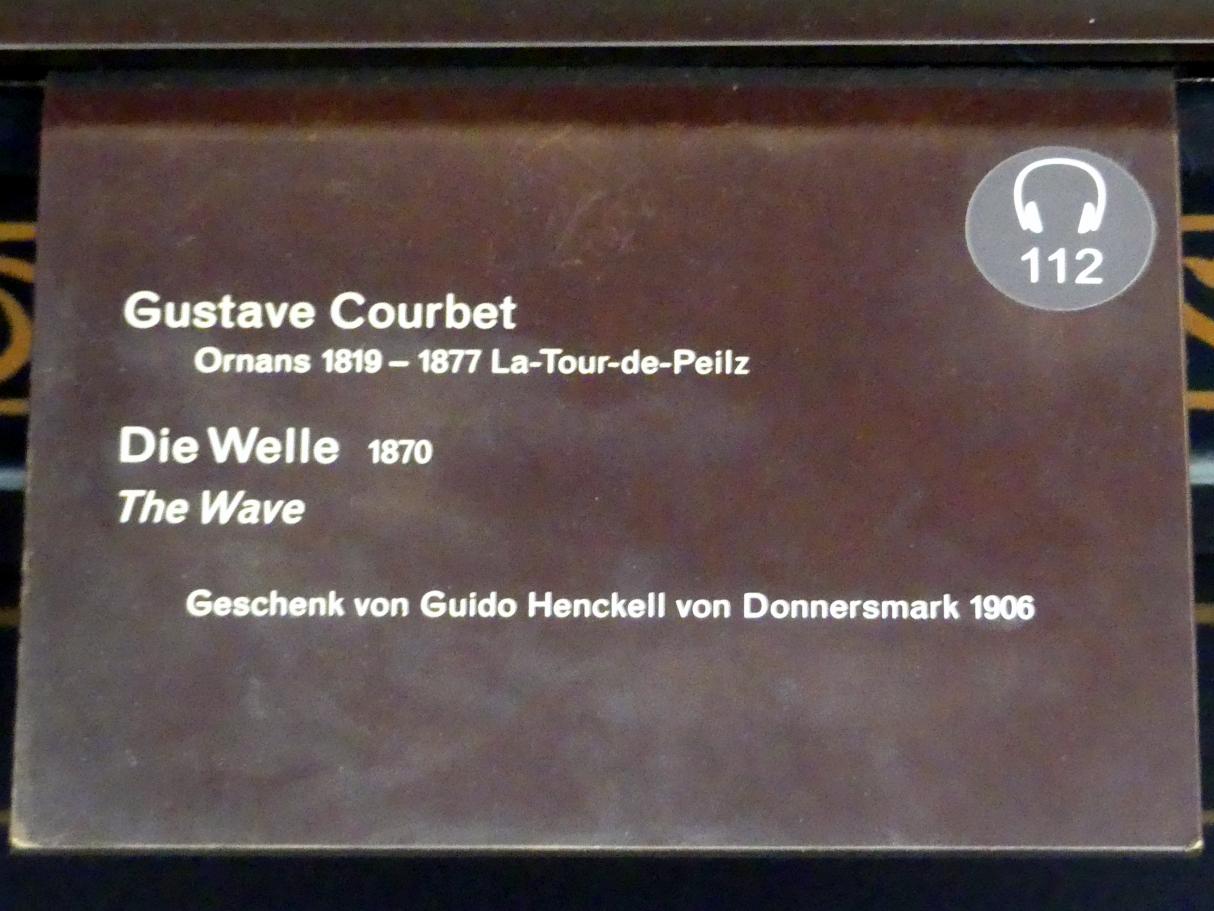 112
Gustave Courbet
Ornans 1819 – 1877 La-Tour-de-Peilz
Die Welle 1870
The Wave
Geschenk von Guido Henckell von Donnersmark 1906